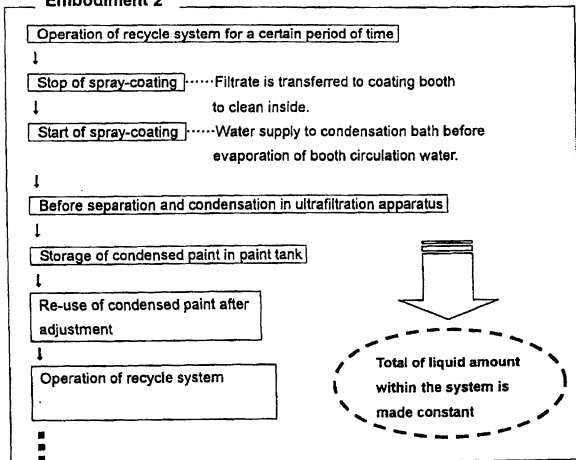 Embodiment 2
Operation of recycle system for a certain period of time
Stop of spray-coating ······Filtrate is transferred to coating booth
to clean inside.
Start of spray-coating ······Water supply to condensation bath before
evaporation of booth circulation water.
Before separation and condensation in ultrafiltration apparatus
Storage of condensed paint in paint tank
Re-use of condensed paint after
adjustment
Operation of recycle system
Total of liquid amount
within the system is
made constant